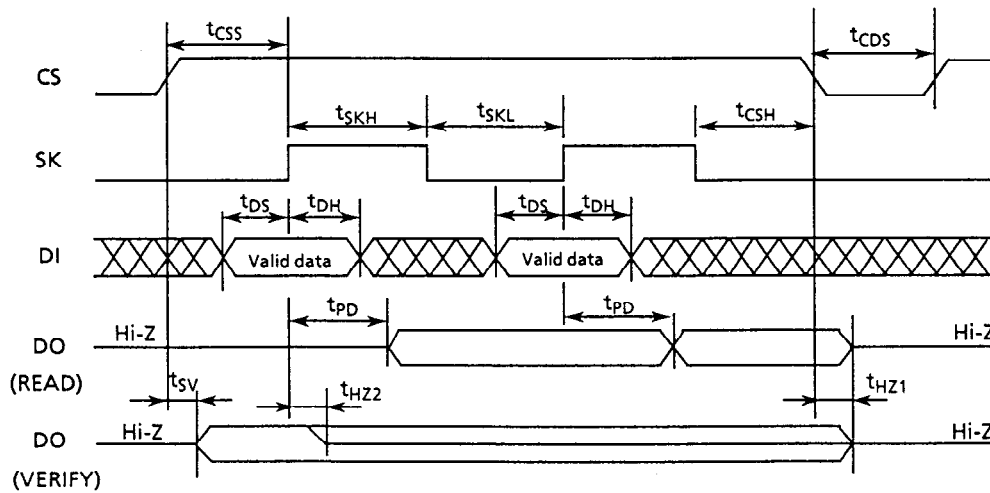 tCSS
tCDS
CS
tSKH
tSKL
tCSH
SK
tDS
tDH
tDS
tDH
DI
Valid data
Valid data
tPD
tPD
Hi-Z
Hi-Z
DO
(READ)
tSV
tHZ2
tHZ1
Hi-Z
Hi-Z
DO
(VERIFY)